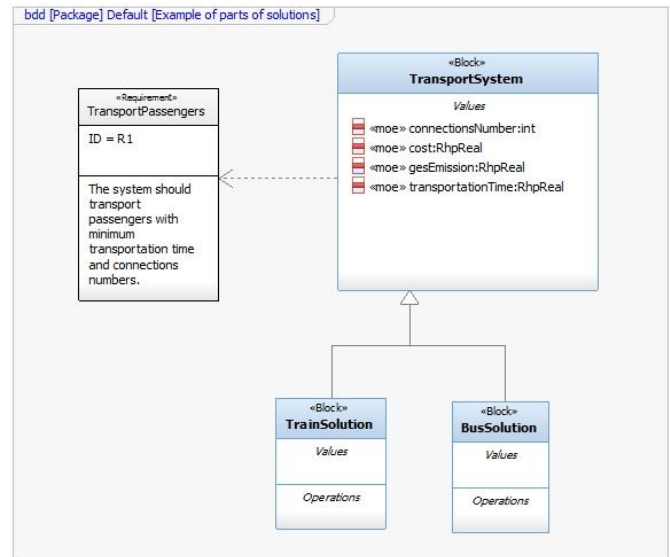 bdd [Package] Default [Example of parts of solutions]
«Requirement»
TransportPassengers
ID = R1
The system should
transport
passengers with
minimum
transportation time
and connections
numbers.
«Block»
TransportSystem
Values
«moe» connectionsNumber:int
«moe» cost:RhpReal
«moe» gesEmission:RhpReal
«moe» transportationTime:RhpReal
«Block»
TrainSolution
Values
Operations
«Block»
BusSolution
Values
Operations